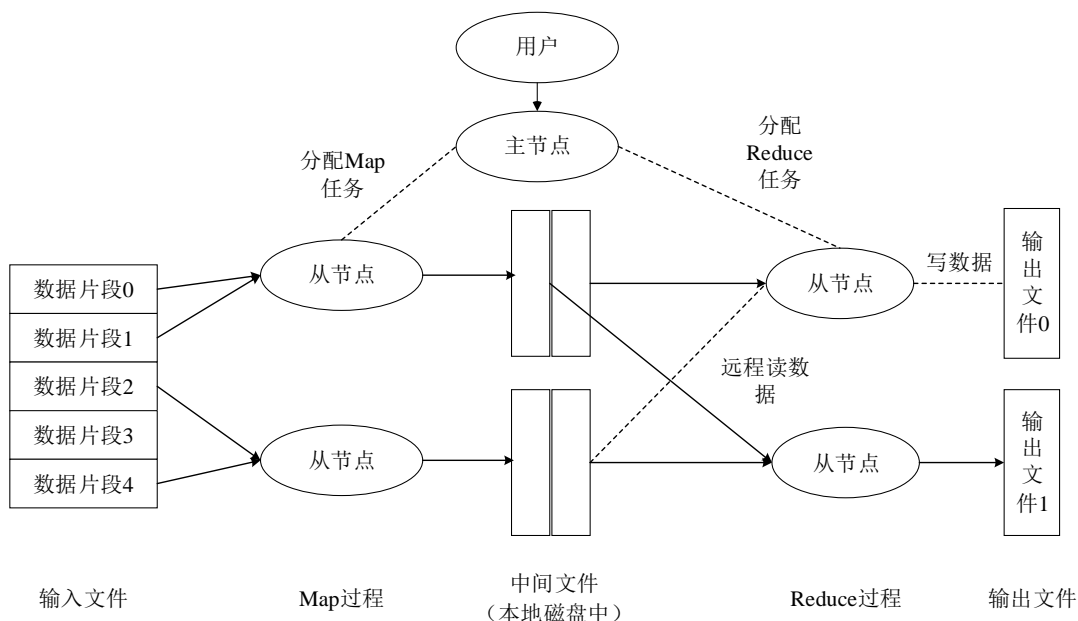 用户
主节点
分配Map
任务
分配
Reduce
任务
数据片段0
数据片段1
数据片段2
数据片段3
数据片段4
从节点
从节点
从节点
从节点
写数据
远程读数
据
输
出
文
件0
输
出
文
件1
输入文件
Map过程
中间文件
（本地磁盘中）
Reduce过程
输出文件